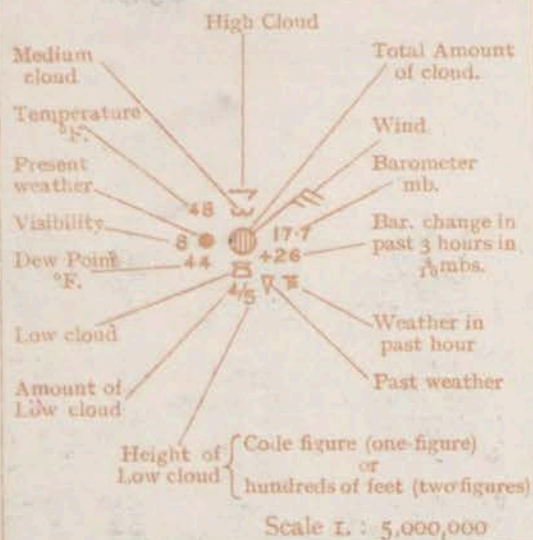 High Cloud
Medium cloud
Total Amount of cloud.
Temperature °F.
Wind
Present weather
Barometer mb.
48
Visibility
8
17.7
Bar. change in past 3 hours in 1/10 mbs.
Dew Point °F.
44
+26
4/5
Low cloud
Weather in past hour
Amount of Low cloud
Past weather
Height of Low cloud
Code figure (one figure)
or
hundreds of feet (two figures)
Scale 1. : 5,000,000